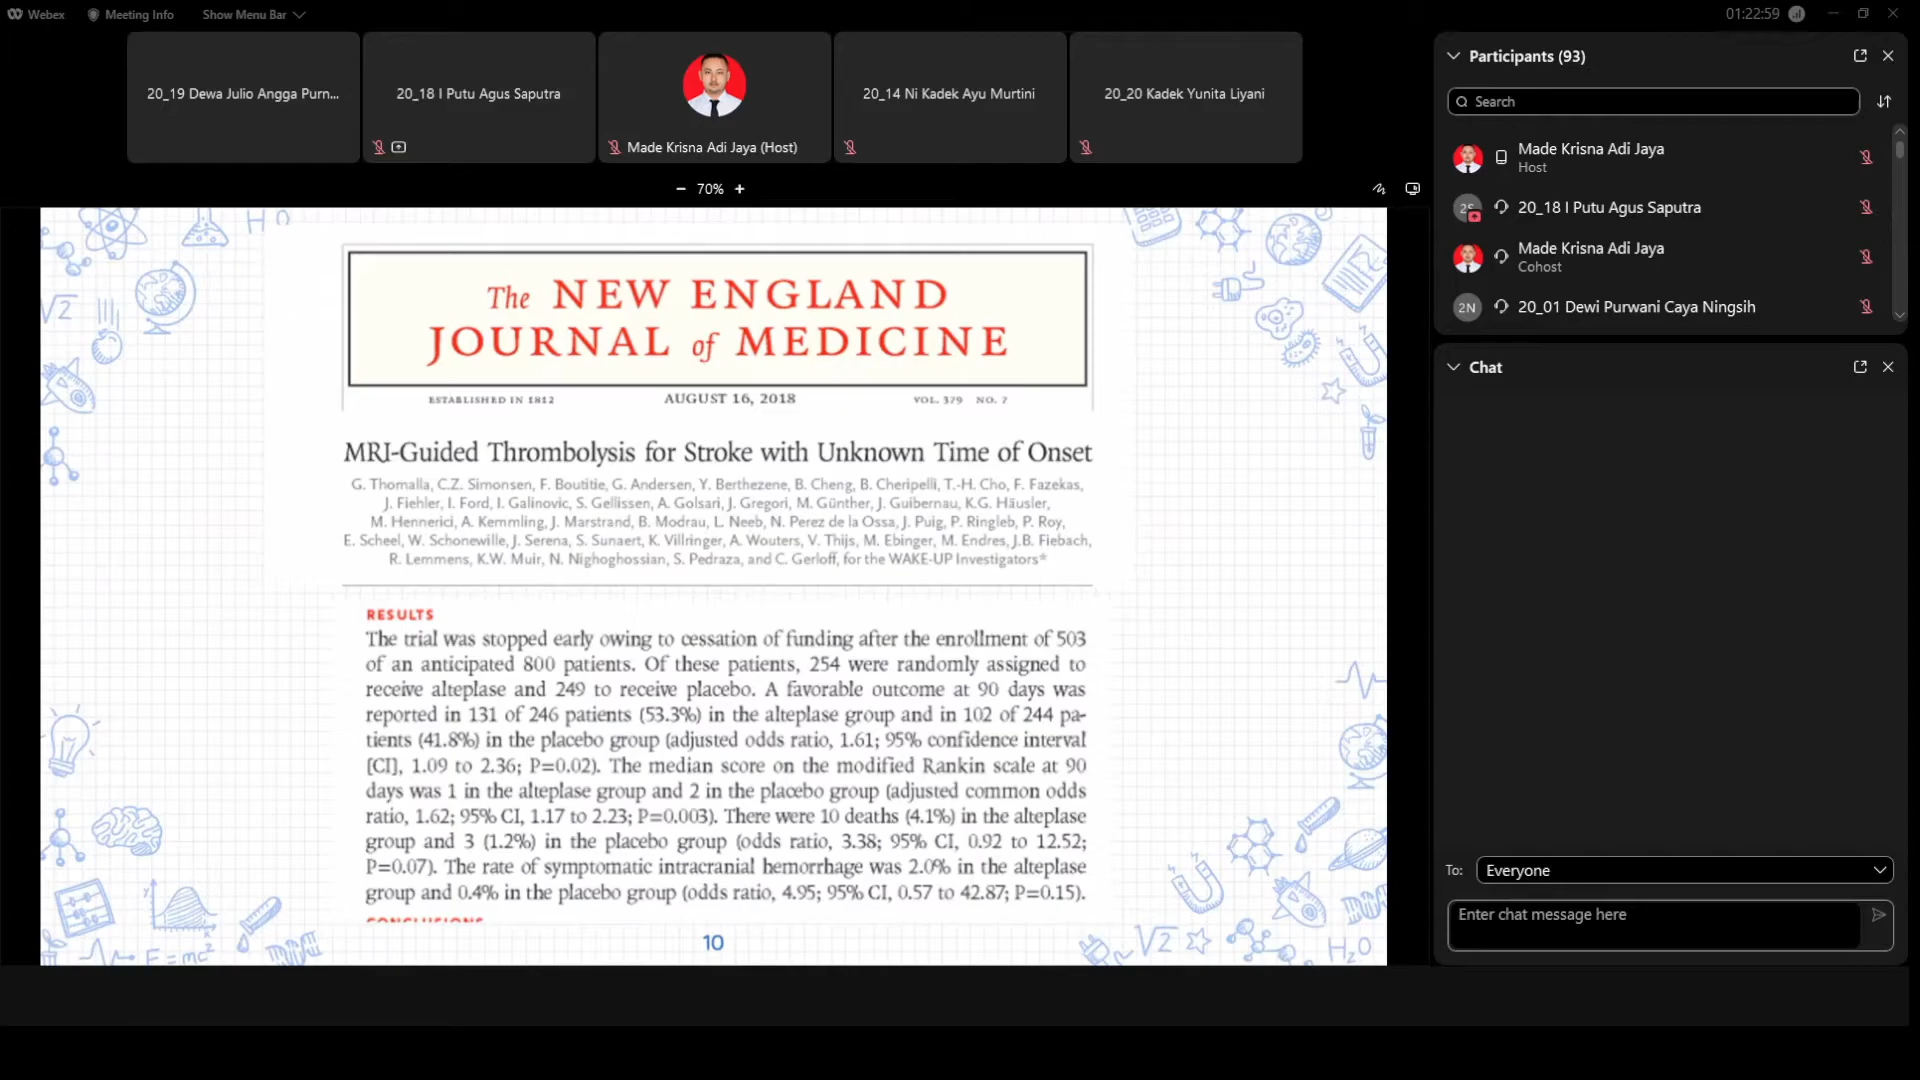 Webex
Meeting Info
Show Menu Bar
01:22:59
20_19 Dewa Julio Angga Purn...
20_18 I Putu Agus Saputra
Made Krisna Adi Jaya (Host)
20_14 Ni Kadek Ayu Murtini
20_20 Kadek Yunita Liyani
70%
The NEW ENGLAND
JOURNAL of MEDICINE
ESTABLISHED IN 1812 AUGUST 16, 2018 VOL. 379 NO. 7
MRI-Guided Thrombolysis for Stroke with Unknown Time of Onset
G. Thomalla, C.Z. Simonsen, F. Boutitie, G. Andersen, Y. Berthezene, B. Cheng, B. Cheripelli, T.-H. Cho, F. Fazekas,
J. Fiehler, I. Ford, I. Galinovic, S. Gellissen, A. Golsari, J. Gregori, M. Günther, J. Guibernau, K.G. Häusler,
M. Hennerici, A. Kemmling, J. Marstrand, B. Modrau, L. Neeb, N. Perez de la Ossa, J. Puig, P. Ringleb, P. Roy,
E. Scheel, W. Schonewille, J. Serena, S. Sunaert, K. Villringer, A. Wouters, V. Thijs, M. Ebinger, M. Endres, J.B. Fiebach,
R. Lemmens, K.W. Muir, N. Nighoghossian, S. Pedraza, and C. Gerloff, for the WAKE-UP Investigators*
RESULTS
The trial was stopped early owing to cessation of funding after the enrollment of 503
of an anticipated 800 patients. Of these patients, 254 were randomly assigned to
receive alteplase and 249 to receive placebo. A favorable outcome at 90 days was
reported in 131 of 246 patients (53.3%) in the alteplase group and in 102 of 244 pa-
tients (41.8%) in the placebo group (adjusted odds ratio, 1.61; 95% confidence interval
[CI], 1.09 to 2.36; P=0.02). The median score on the modified Rankin scale at 90
days was 1 in the alteplase group and 2 in the placebo group (adjusted common odds
ratio, 1.62; 95% CI, 1.17 to 2.23; P=0.003). There were 10 deaths (4.1%) in the alteplase
group and 3 (1.2%) in the placebo group (odds ratio, 3.38; 95% CI, 0.92 to 12.52;
P=0.07). The rate of symptomatic intracranial hemorrhage was 2.0% in the alteplase
group and 0.4% in the placebo group (odds ratio, 4.95; 95% CI, 0.57 to 42.87; P=0.15).
CONCLUSIONS
10
√2
E=mc²
√2
H₂O
Participants (93)
Search
Made Krisna Adi Jaya
Host
20_18 I Putu Agus Saputra
Made Krisna Adi Jaya
Cohost
2N
20_01 Dewi Purwani Caya Ningsih
Chat
To: Everyone
Enter chat message here